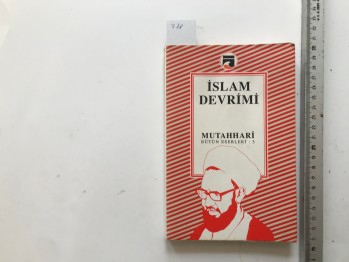 İSLAM
DEVRİMİ
MUTAHHARİ
BÜTÜN ESERLERİ : 5